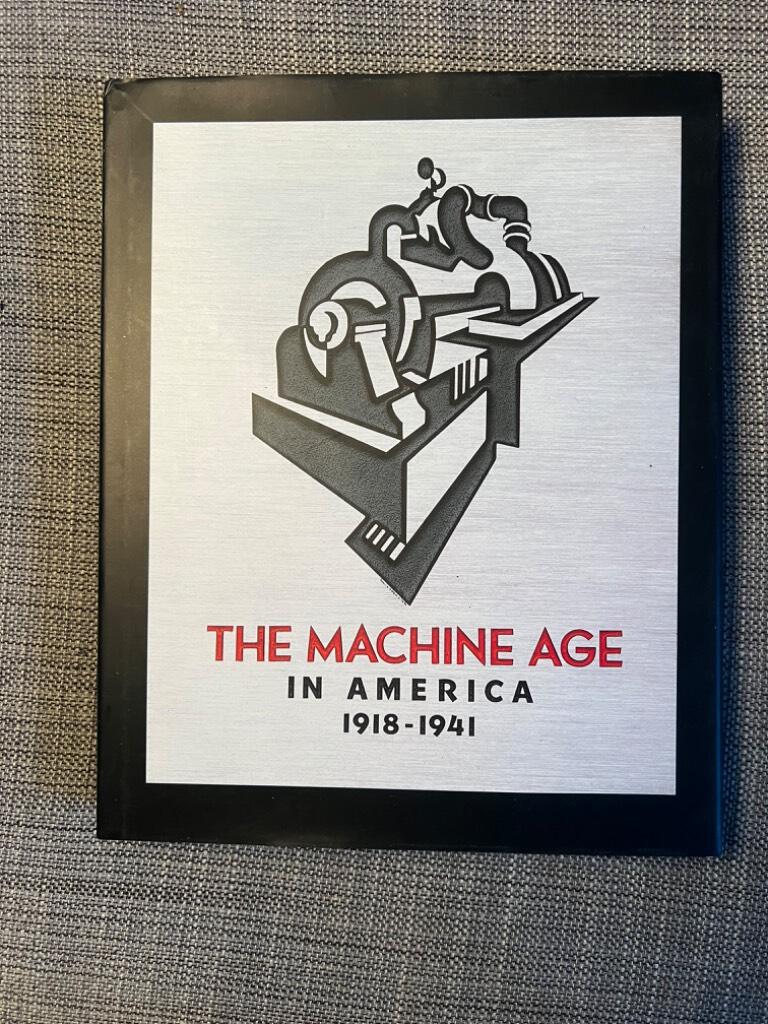 THE MACHINE AGE
IN AMERICA
1918-1941